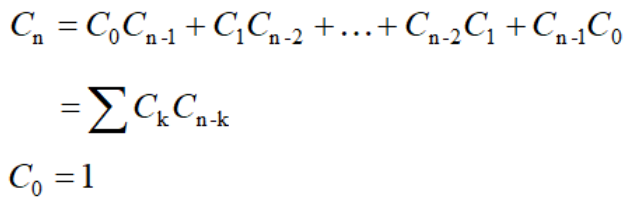 Cₙ = C₀Cₙ₋₁ + C₁Cₙ₋₂ + ... + Cₙ₋₂C₁ + Cₙ₋₁C₀
= ∑ CₖCₙ₋ₖ
C₀ = 1